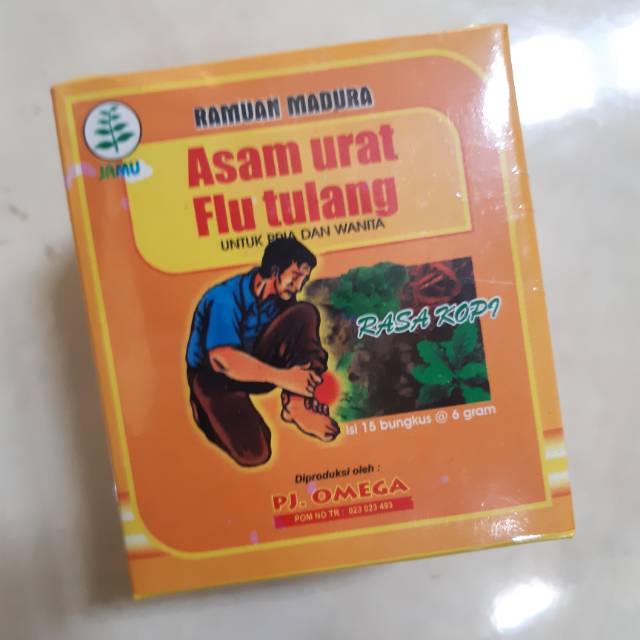 RAMUAN MADURA
JAMU
Asam urat
Flu tulang
UNTUK PRIA DAN WANITA
RASA KOPI
Isi 15 bungkus @ 6 gram
Diproduksi oleh :
PJ. OMEGA
POM NO TR : 023 023 493